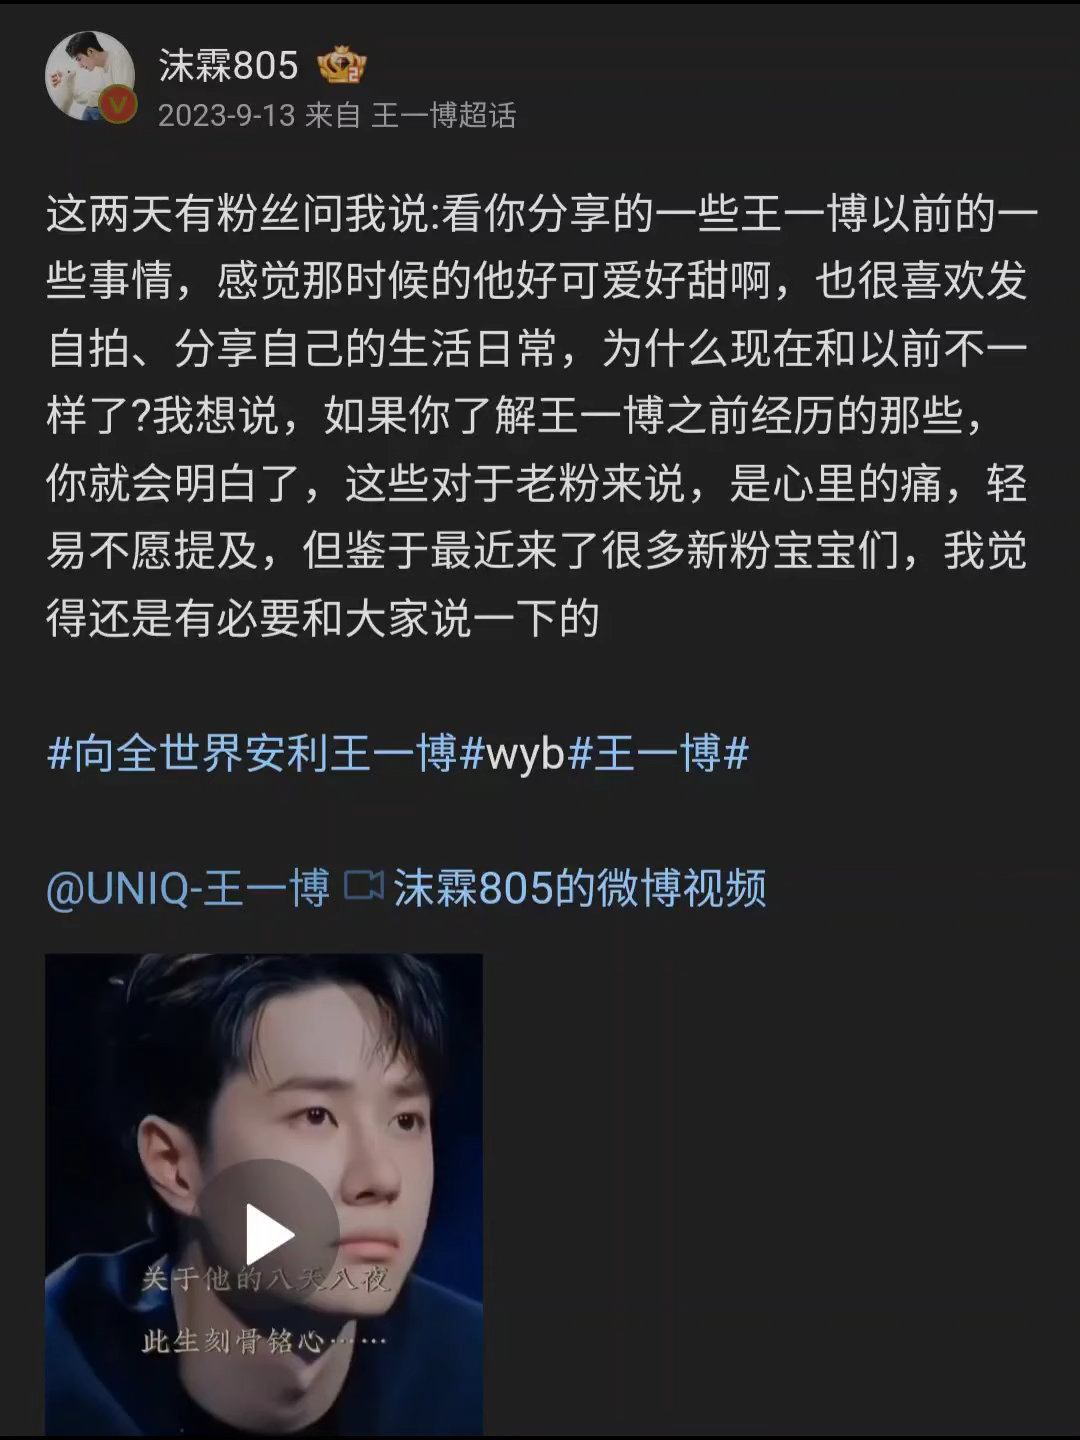 沫霖805
2023-9-13 来自 王一博超话
这两天有粉丝问我说:看你分享的一些王一博以前的一
些事情，感觉那时候的他好可爱好甜啊，也很喜欢发
自拍、分享自己的生活日常，为什么现在和以前不一
样了?我想说，如果你了解王一博之前经历的那些，
你就会明白了，这些对于老粉来说，是心里的痛，轻
易不愿提及，但鉴于最近来了很多新粉宝宝们，我觉
得还是有必要和大家说一下的
#向全世界安利王一博#wyb#王一博#
@UNIQ-王一博 沫霖805的微博视频
关于他的八天八夜
此生刻骨铭心……